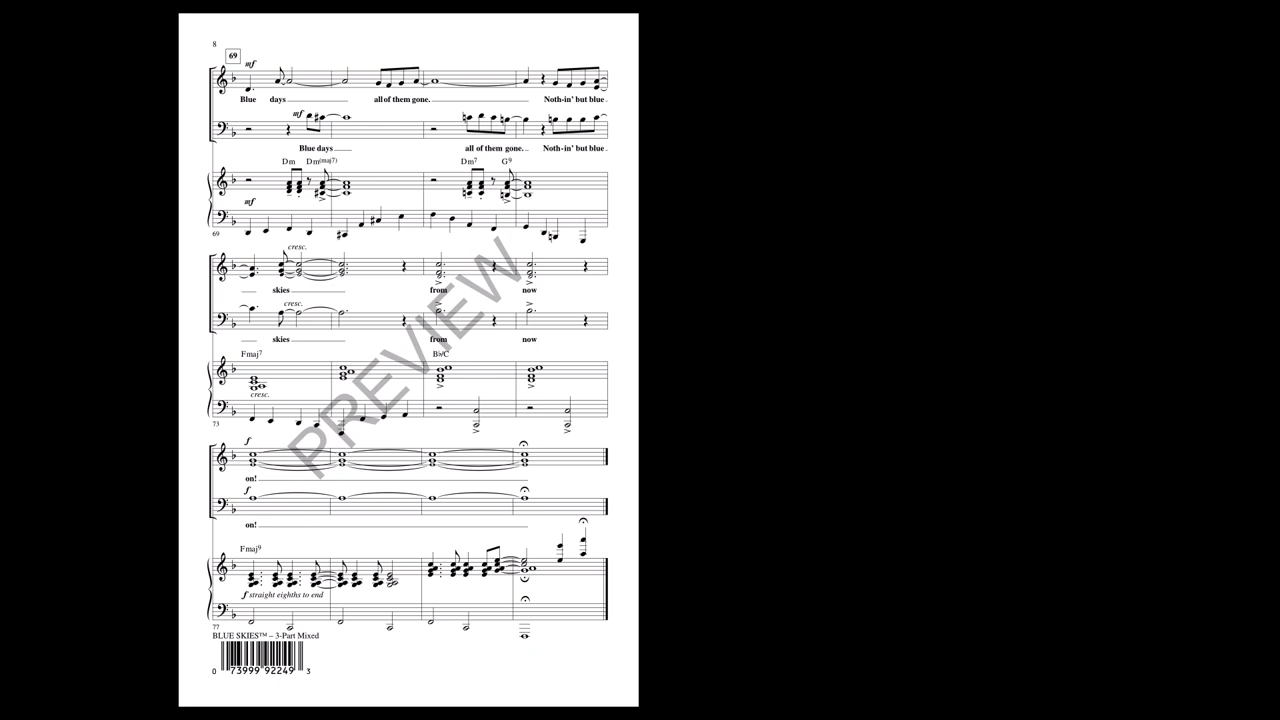 8
69
mf
Blue days all of them gone. Noth-in' but blue
mf
Blue days all of them gone. Noth-in' but blue
Dm Dm(maj7) Dm7 G9
mf
69
cresc.
skies from now
cresc.
skies from now
Fmaj7 B♭/C
cresc.
73
PREVIEW
f
on!
f
on!
Fmaj9
f straight eighths to end
77
BLUE SKIES™ – 3-Part Mixed
0 73999 92249 3